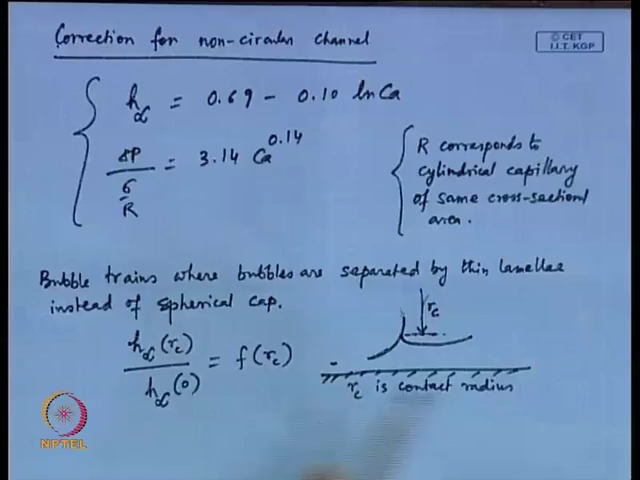 Correction for non-circular channel
© CET
I.I.T. KGP
h∝ = 0.69 - 0.10 ln Ca
ΔP / (σ/R) = 3.14 Ca^0.14
R corresponds to
cylindrical capillary
of same cross-sectional
area.
Bubble trains where bubbles are separated by thin lamellae
instead of spherical cap.
h∝(rc) / h∝(0) = f(rc)
rc
rc is contact radius
NPTEL